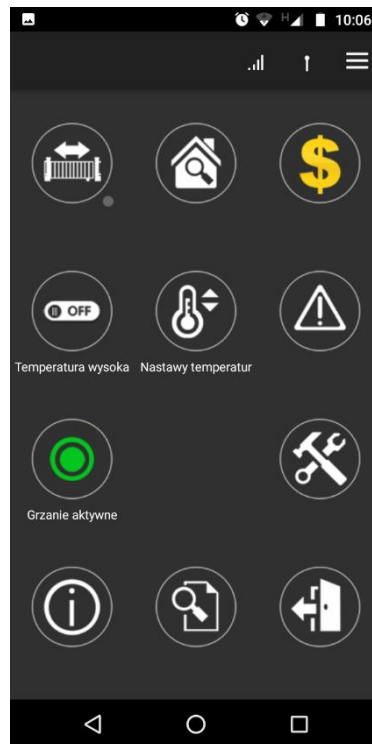 H
10:06
OFF
Temperatura wysoka
Nastawy temperatur
Grzanie aktywne